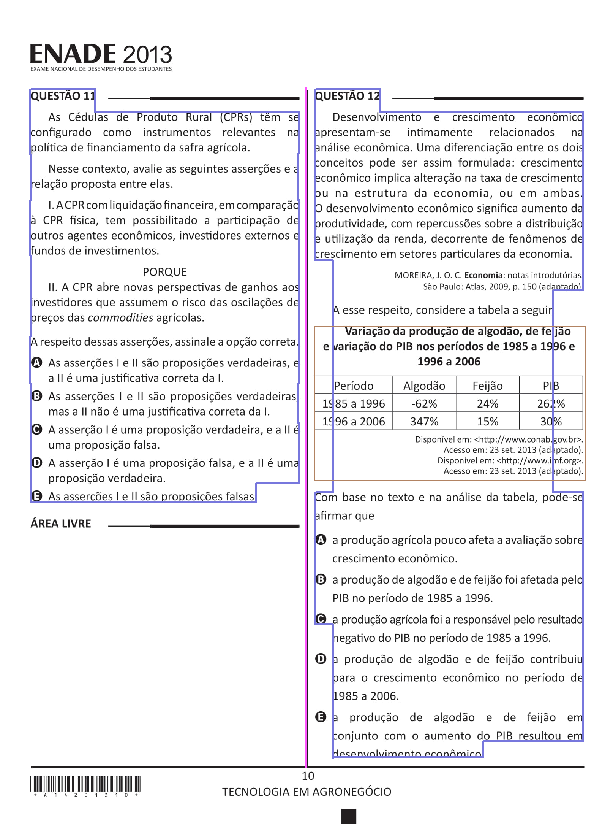 ENADE 2013
EXAME NACIONAL DE DESEMPENHO DOS ESTUDANTES
QUESTÃO 11
As Cédulas de Produto Rural (CPRs) têm se
configurado como instrumentos relevantes na
política de financiamento da safra agrícola.
Nesse contexto, avalie as seguintes asserções e a
relação proposta entre elas.
I. A CPR com liquidação financeira, em comparação
à CPR física, tem possibilitado a participação de
outros agentes econômicos, investidores externos e
fundos de investimentos.
PORQUE
II. A CPR abre novas perspectivas de ganhos aos
investidores que assumem o risco das oscilações de
preços das commodities agrícolas.
A respeito dessas asserções, assinale a opção correta.
A As asserções I e II são proposições verdadeiras, e
a II é uma justificativa correta da I.
B As asserções I e II são proposições verdadeiras,
mas a II não é uma justificativa correta da I.
C A asserção I é uma proposição verdadeira, e a II é
uma proposição falsa.
D A asserção I é uma proposição falsa, e a II é uma
proposição verdadeira.
E As asserções I e II são proposições falsas.
ÁREA LIVRE
QUESTÃO 12
Desenvolvimento e crescimento econômico
apresentam-se intimamente relacionados na
análise econômica. Uma diferenciação entre os dois
conceitos pode ser assim formulada: crescimento
econômico implica alteração na taxa de crescimento
ou na estrutura da economia, ou em ambas.
O desenvolvimento econômico significa aumento da
produtividade, com repercussões sobre a distribuição
e utilização da renda, decorrente de fenômenos de
crescimento em setores particulares da economia.
MOREIRA, J. O. C. Economia: notas introdutórias.
São Paulo: Atlas, 2009, p. 150 (adaptado).
A esse respeito, considere a tabela a seguir.
Variação da produção de algodão, de feijão
e variação do PIB nos períodos de 1985 a 1996 e
1996 a 2006
Período Algodão Feijão PIB
1985 a 1996 -62% 24% 262%
1996 a 2006 347% 15% 30%
Disponível em: <http://www.conab.gov.br>.
Acesso em: 23 set. 2013 (adaptado).
Disponível em: <http://www.imf.org>.
Acesso em: 23 set. 2013 (adaptado).
Com base no texto e na análise da tabela, pode-se
afirmar que
A a produção agrícola pouco afeta a avaliação sobre
crescimento econômico.
B a produção de algodão e de feijão foi afetada pelo
PIB no período de 1985 a 1996.
C a produção agrícola foi a responsável pelo resultado
negativo do PIB no período de 1985 a 1996.
D a produção de algodão e de feijão contribuiu
para o crescimento econômico no período de
1985 a 2006.
E a produção de algodão e de feijão em
conjunto com o aumento do PIB resultou em
desenvolvimento econômico.
10
TECNOLOGIA EM AGRONEGÓCIO